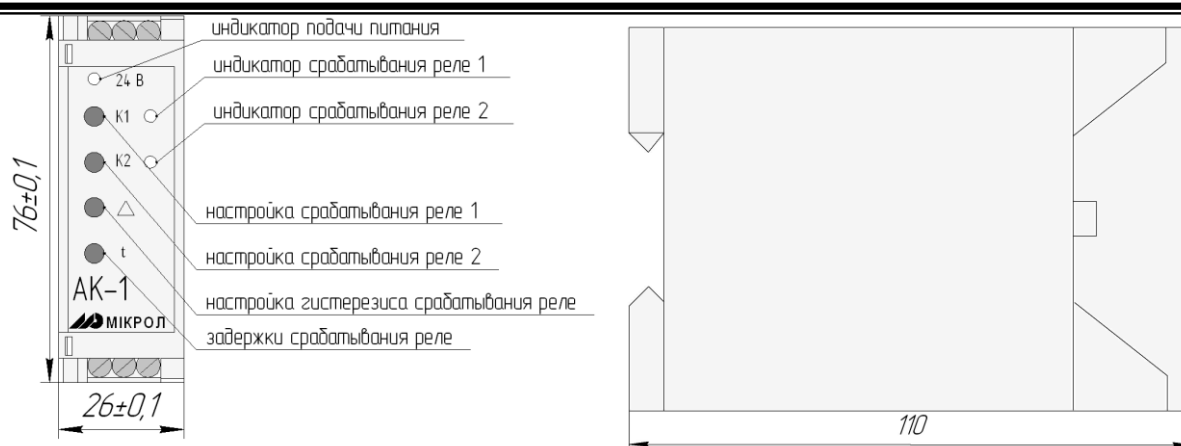 индикатор подачи питания
индикатор срабатывания реле 1
индикатор срабатывания реле 2
настройка срабатывания реле 1
настройка срабатывания реле 2
настройка гистерезиса срабатывания реле
задержки срабатывания реле
24 В
К1
К2
△
t
АК-1
МІКРОЛ
76±0,1
26±0,1
110